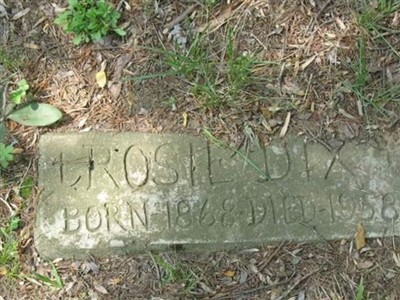 ROSIE DIX
BORN-1868-DIED-1958